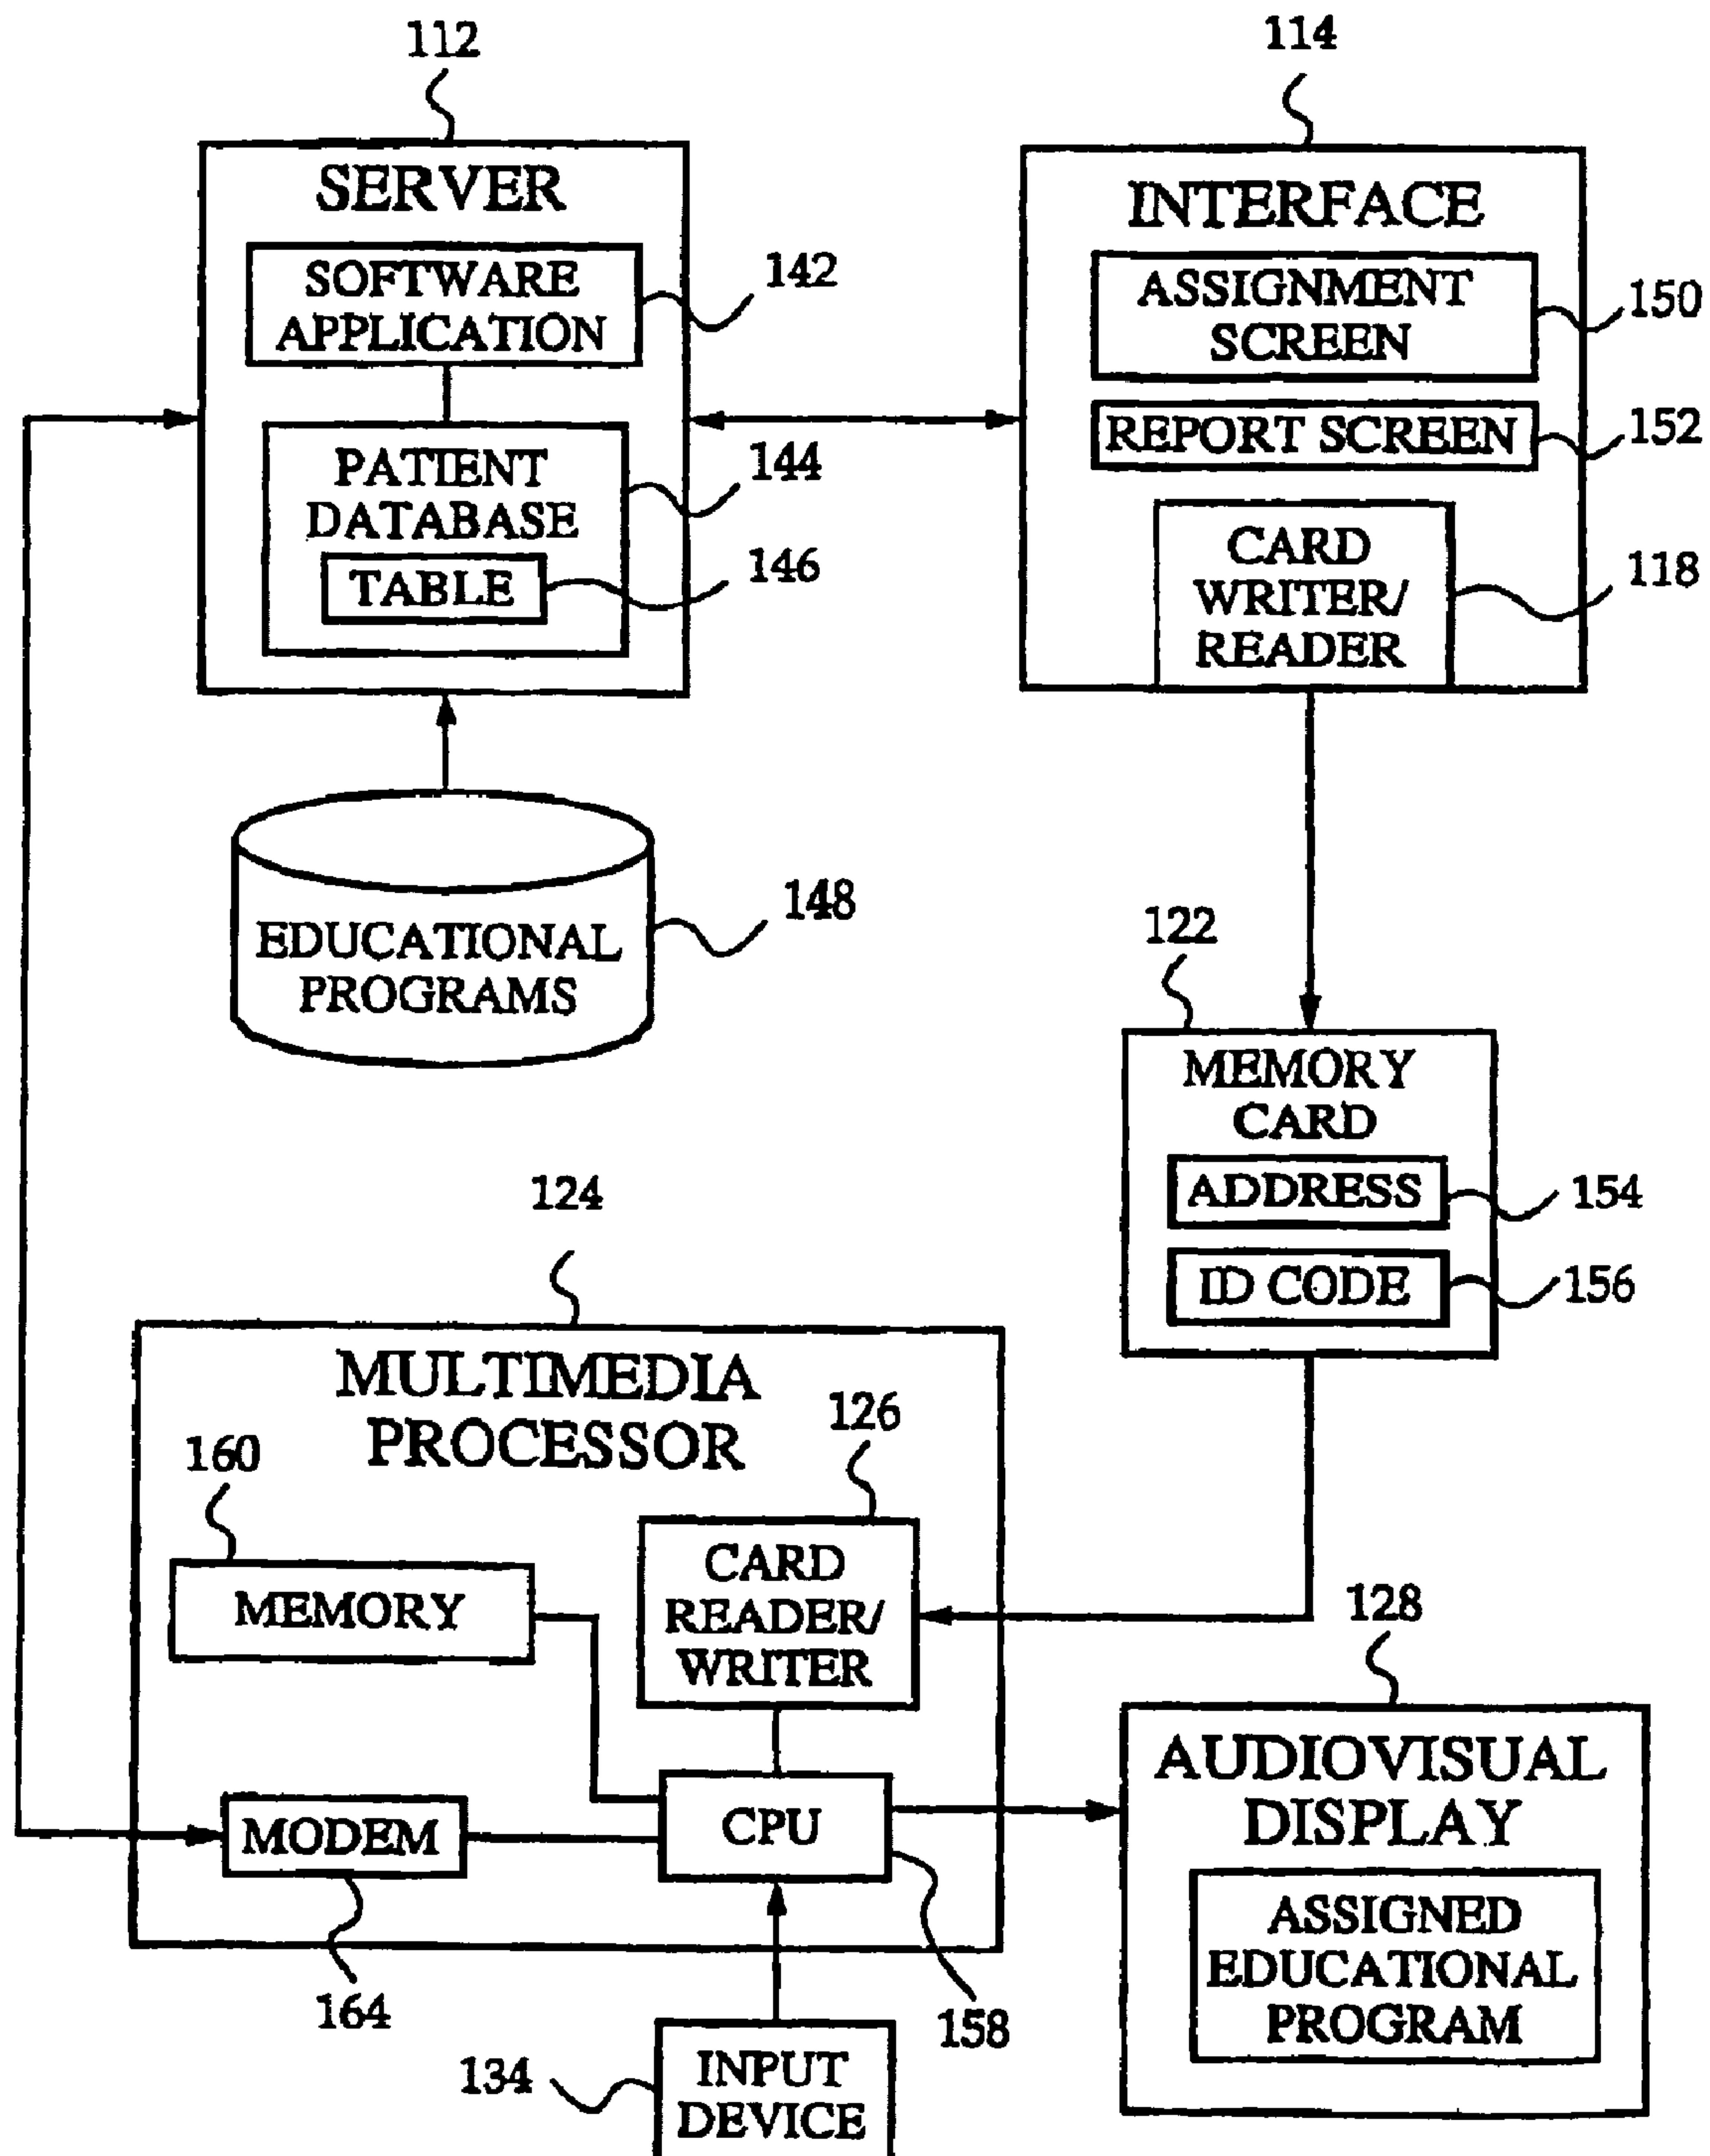 112
SERVER
SOFTWARE
APPLICATION
142
PATIENT
DATABASE
144
TABLE
146
EDUCATIONAL
PROGRAMS
148
114
INTERFACE
ASSIGNMENT
SCREEN
150
REPORT SCREEN
152
CARD
WRITER/
READER
118
122
MEMORY
CARD
ADDRESS
154
ID CODE
156
124
MULTIMEDIA
PROCESSOR
160
MEMORY
126
CARD
READER/
WRITER
MODEM
164
CPU
158
134
INPUT
DEVICE
128
AUDIOVISUAL
DISPLAY
ASSIGNED
EDUCATIONAL
PROGRAM